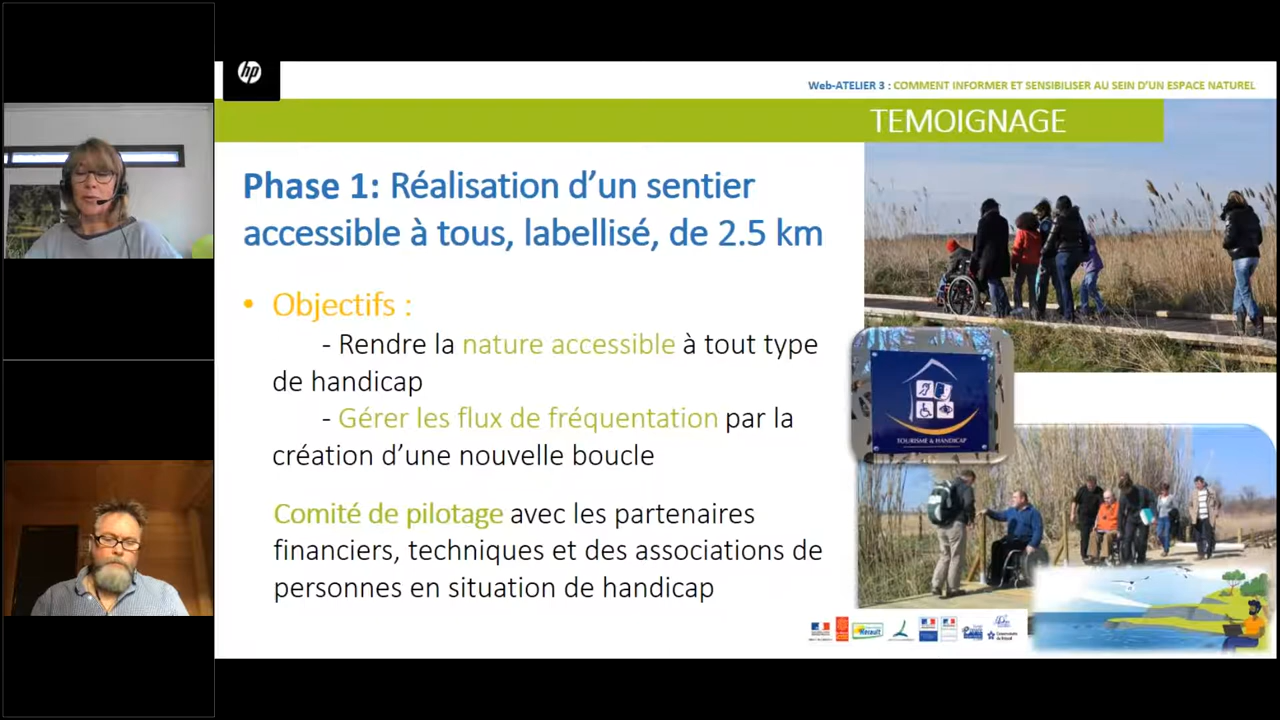 hp
Web-ATELIER 3 : COMMENT INFORMER ET SENSIBILISER AU SEIN D'UN ESPACE NATUREL
TEMOIGNAGE
Phase 1: Réalisation d'un sentier
accessible à tous, labellisé, de 2.5 km
• Objectifs :
- Rendre la nature accessible à tout type
de handicap
- Gérer les flux de fréquentation par la
création d'une nouvelle boucle
Comité de pilotage avec les partenaires
financiers, techniques et des associations de
personnes en situation de handicap
TOURISME & HANDICAP
Hérault